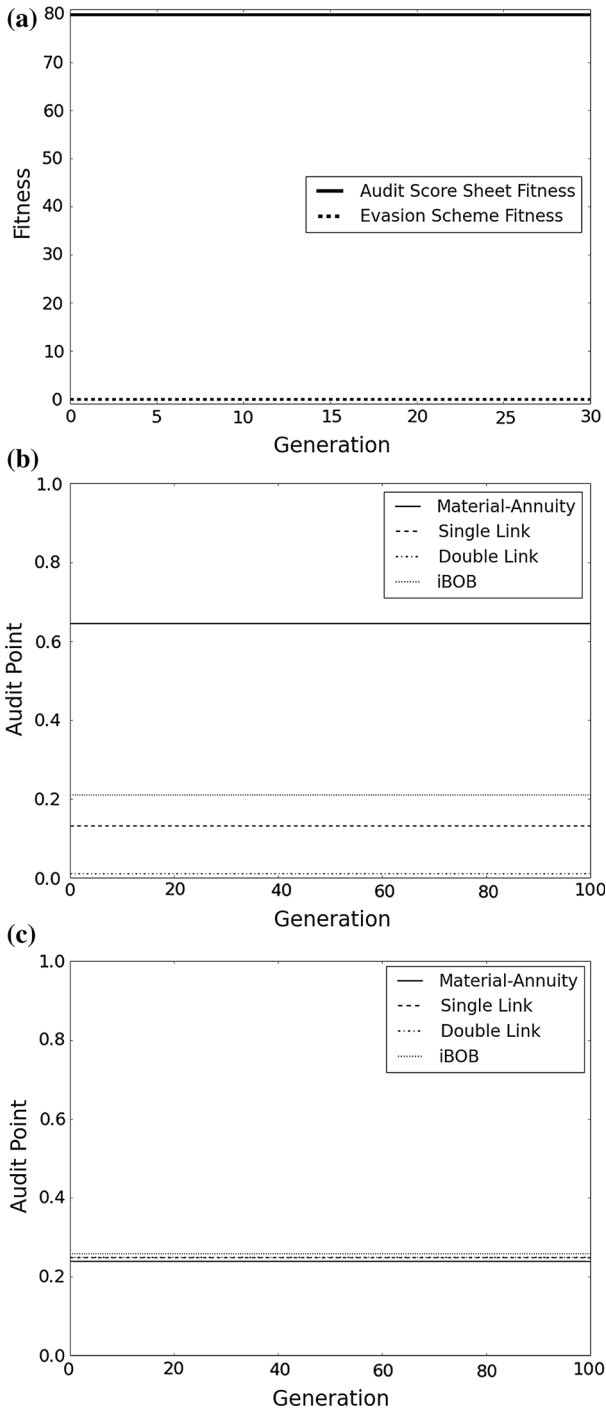 (a)
80
70
60
50
40
30
20
10
0
Fitness
Audit Score Sheet Fitness
Evasion Scheme Fitness
0 5 10 15 20 25 30
Generation
(b)
1.0
0.8
0.6
0.4
0.2
0.0
Audit Point
Material-Annuity
Single Link
Double Link
iBOB
0 20 40 60 80 100
Generation
(c)
1.0
0.8
0.6
0.4
0.2
0.0
Audit Point
Material-Annuity
Single Link
Double Link
iBOB
0 20 40 60 80 100
Generation